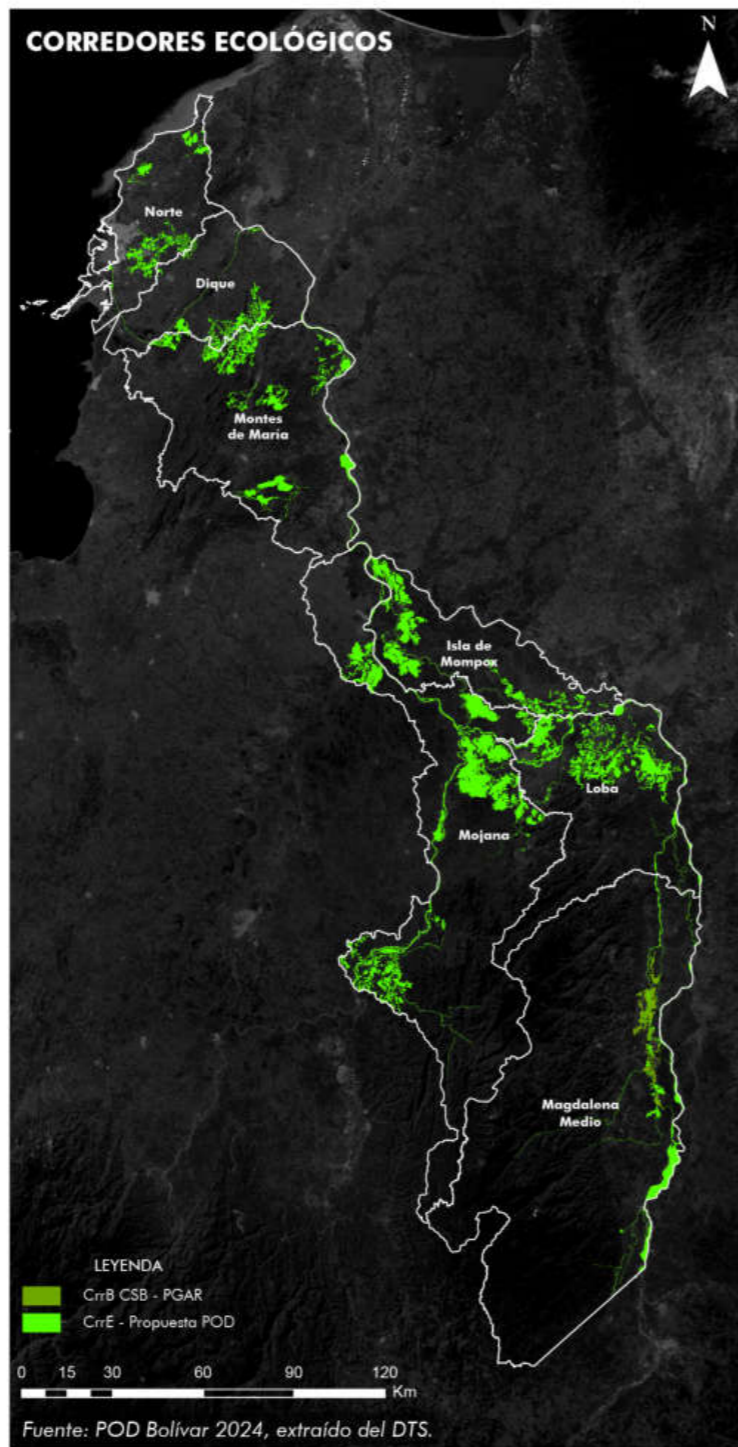 CORREDORES ECOLÓGICOS
N
Norte
Dique
Montes
de María
Isla de
Mompox
Loba
Mojana
Magdalena
Medio
LEYENDA
CrrB CSB - PGAR
CrrE - Propuesta POD
0 15 30 60 90 120
Km
Fuente: POD Bolívar 2024, extraído del DTS.